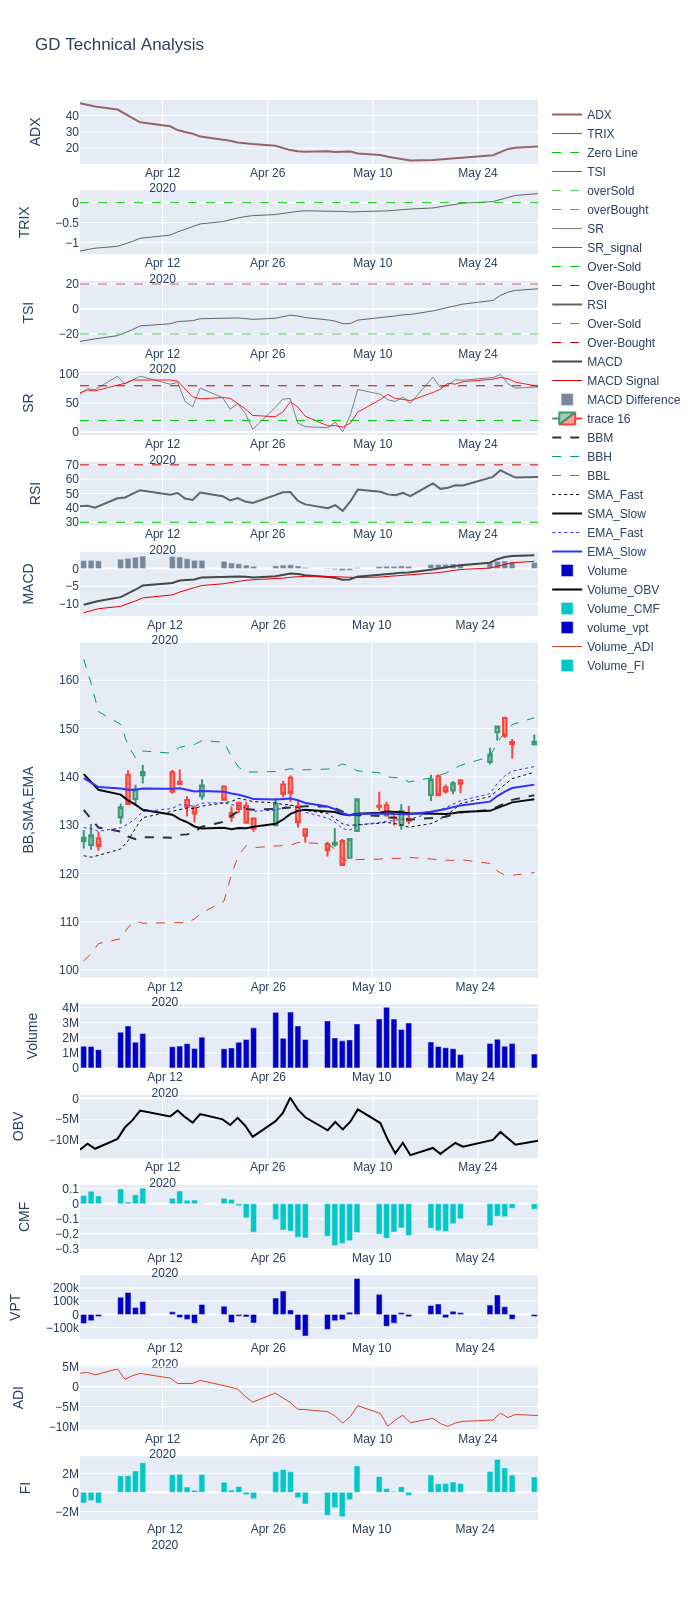 GD Technical Analysis
ADX
40
30
20
Apr 12
2020
Apr 26
May 10
May 24
TRIX
0
−0.5
−1
Apr 12
2020
Apr 26
May 10
May 24
TSI
20
0
−20
Apr 12
2020
Apr 26
May 10
May 24
SR
100
50
0
Apr 12
2020
Apr 26
May 10
May 24
RSI
70
60
50
40
30
Apr 12
2020
Apr 26
May 10
May 24
MACD
0
−5
−10
Apr 12
2020
Apr 26
May 10
May 24
BB,SMA,EMA
160
150
140
130
120
110
100
Apr 12
2020
Apr 26
May 10
May 24
Volume
4M
3M
2M
1M
0
Apr 12
2020
Apr 26
May 10
May 24
OBV
0
−5M
−10M
Apr 12
2020
Apr 26
May 10
May 24
CMF
0.1
0
−0.1
−0.2
−0.3
Apr 12
2020
Apr 26
May 10
May 24
VPT
200k
100k
0
−100k
Apr 12
2020
Apr 26
May 10
May 24
ADI
5M
0
−5M
−10M
Apr 12
2020
Apr 26
May 10
May 24
FI
2M
0
−2M
Apr 12
2020
Apr 26
May 10
May 24
ADX
TRIX
Zero Line
TSI
overSold
overBought
SR
SR_signal
Over-Sold
Over-Bought
RSI
Over-Sold
Over-Bought
MACD
MACD Signal
MACD Difference
trace 16
BBM
BBH
BBL
SMA_Fast
SMA_Slow
EMA_Fast
EMA_Slow
Volume
Volume_OBV
Volume_CMF
volume_vpt
Volume_ADI
Volume_FI